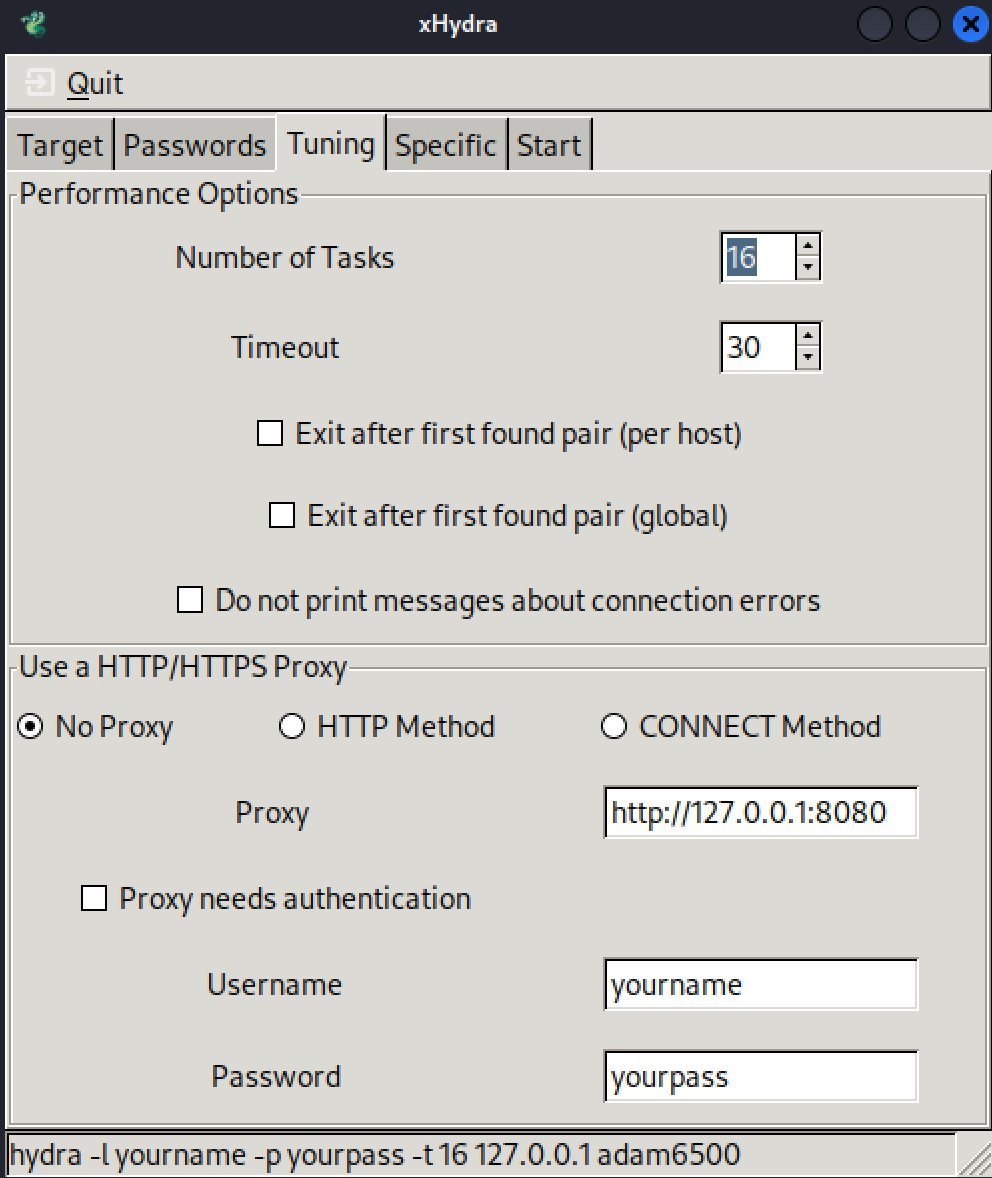 xHydra
Quit
Target Passwords Tuning Specific Start
Performance Options
Number of Tasks 16
Timeout 30
Exit after first found pair (per host)
Exit after first found pair (global)
Do not print messages about connection errors
Use a HTTP/HTTPS Proxy
No Proxy HTTP Method CONNECT Method
Proxy http://127.0.0.1:8080
Proxy needs authentication
Username yourname
Password yourpass
hydra -l yourname -p yourpass -t 16 127.0.0.1 adam6500